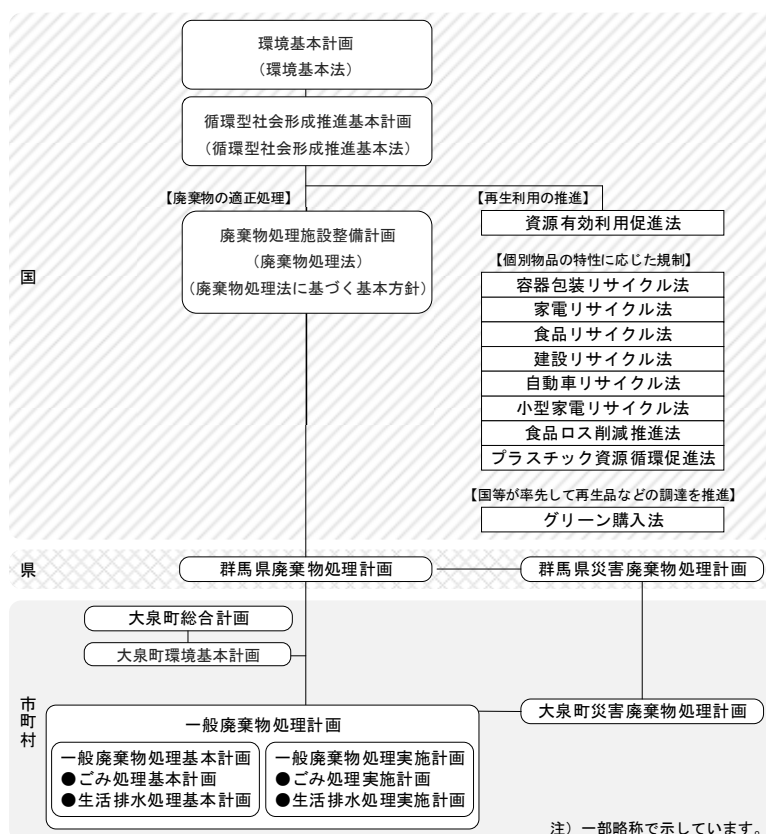 環境基本計画
（環境基本法）
循環型社会形成推進基本計画
（循環型社会形成推進基本法）
【廃棄物の適正処理】
【再生利用の推進】
廃棄物処理施設整備計画
（廃棄物処理法）
（廃棄物処理法に基づく基本方針）
資源有効利用促進法
【個別物品の特性に応じた規制】
国
容器包装リサイクル法
家電リサイクル法
食品リサイクル法
建設リサイクル法
自動車リサイクル法
小型家電リサイクル法
食品ロス削減推進法
プラスチック資源循環促進法
【国等が率先して再生品などの調達を推進】
グリーン購入法
県
群馬県廃棄物処理計画
群馬県災害廃棄物処理計画
大泉町総合計画
大泉町環境基本計画
市町村
大泉町災害廃棄物処理計画
一般廃棄物処理計画
一般廃棄物処理基本計画
●ごみ処理基本計画
●生活排水処理基本計画
一般廃棄物処理実施計画
●ごみ処理実施計画
●生活排水処理実施計画
注）一部略称で示しています。